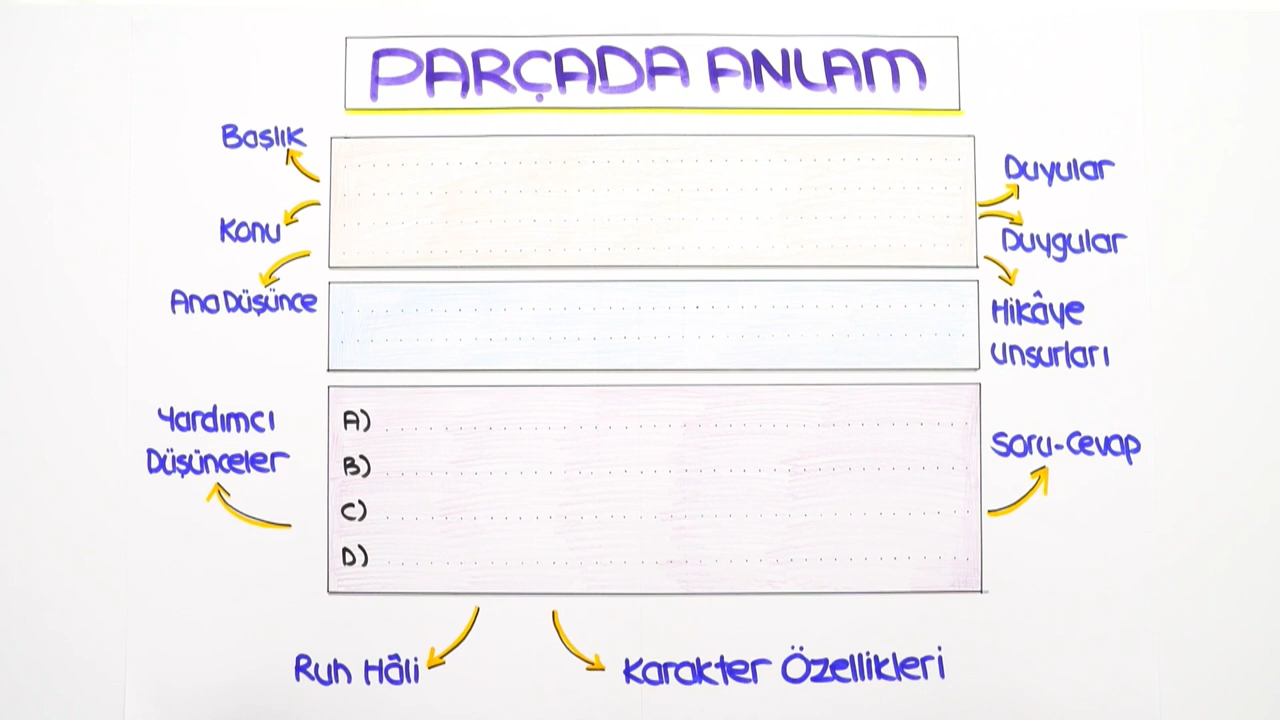 PARÇADA ANLAM
Başlık
Konu
Ana Düşünce
Duyular
Duygular
Hikâye
Unsurları
Yardımcı
Düşünceler
A)
B)
C)
D)
Soru-Cevap
Ruh Hâli
Karakter Özellikleri